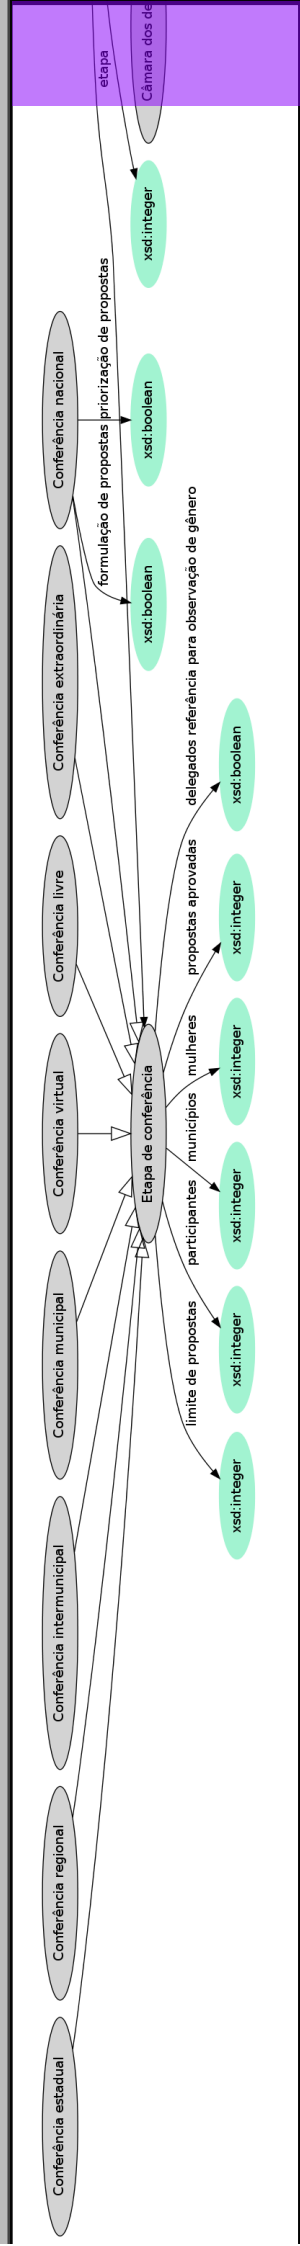 etapa
Câmara dos de
xsd:integer
Conferência nacional
priorização de propostas
xsd:boolean
formulação de propostas
xsd:boolean
Conferência extraordinária
delegados referência para observação de gênero
xsd:boolean
Conferência livre
propostas aprovadas
xsd:integer
Conferência virtual
Etapa de conferência
mulheres
xsd:integer
municípios
xsd:integer
Conferência municipal
participantes
xsd:integer
limite de propostas
xsd:integer
Conferência intermunicipal
Conferência regional
Conferência estadual